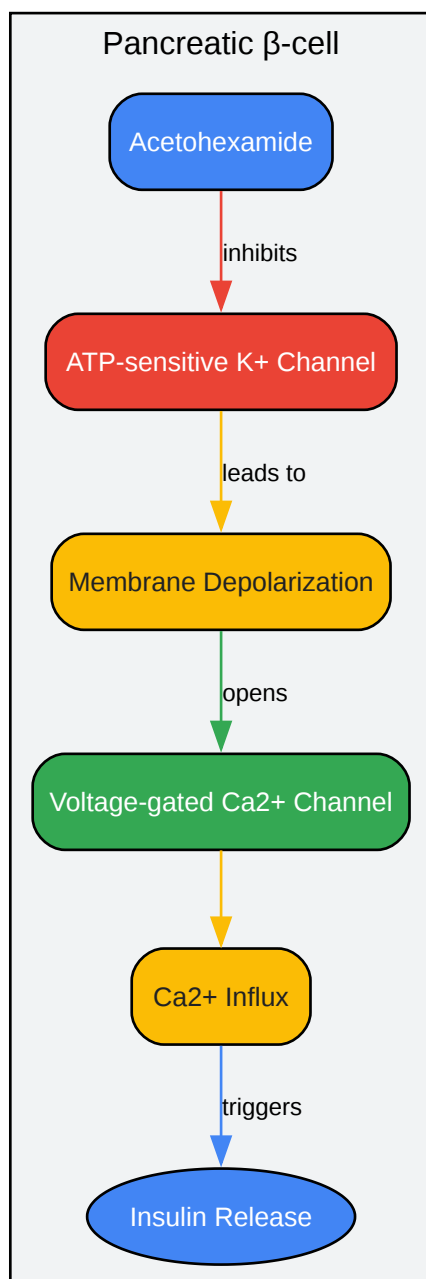 Pancreatic β-cell
Acetohexamide
inhibits
ATP-sensitive K+ Channel
leads to
Membrane Depolarization
opens
Voltage-gated Ca2+ Channel
Ca2+ Influx
triggers
Insulin Release